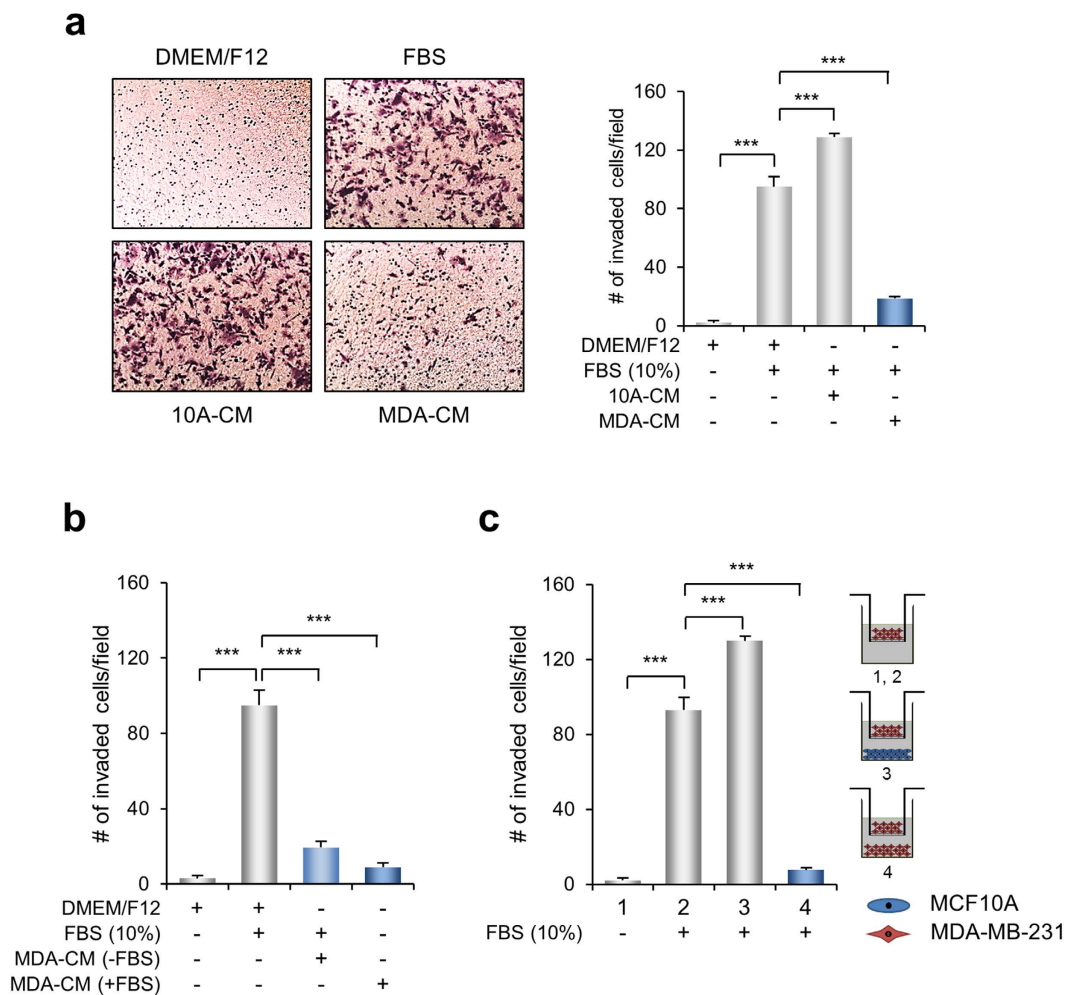 a
DMEM/F12 FBS
10A-CM MDA-CM
# of invaded cells/field
160
120
80
40
0
***
***
***
DMEM/F12 + + - -
FBS (10%) - + + +
10A-CM - - + -
MDA-CM - - - +
b
# of invaded cells/field
160
120
80
40
0
***
***
***
DMEM/F12 + + - -
FBS (10%) - + + -
MDA-CM (-FBS) - - + -
MDA-CM (+FBS) - - - +
c
# of invaded cells/field
160
120
80
40
0
***
***
***
1 2 3 4
FBS (10%) - + + +
1, 2
3
4
MCF10A
MDA-MB-231